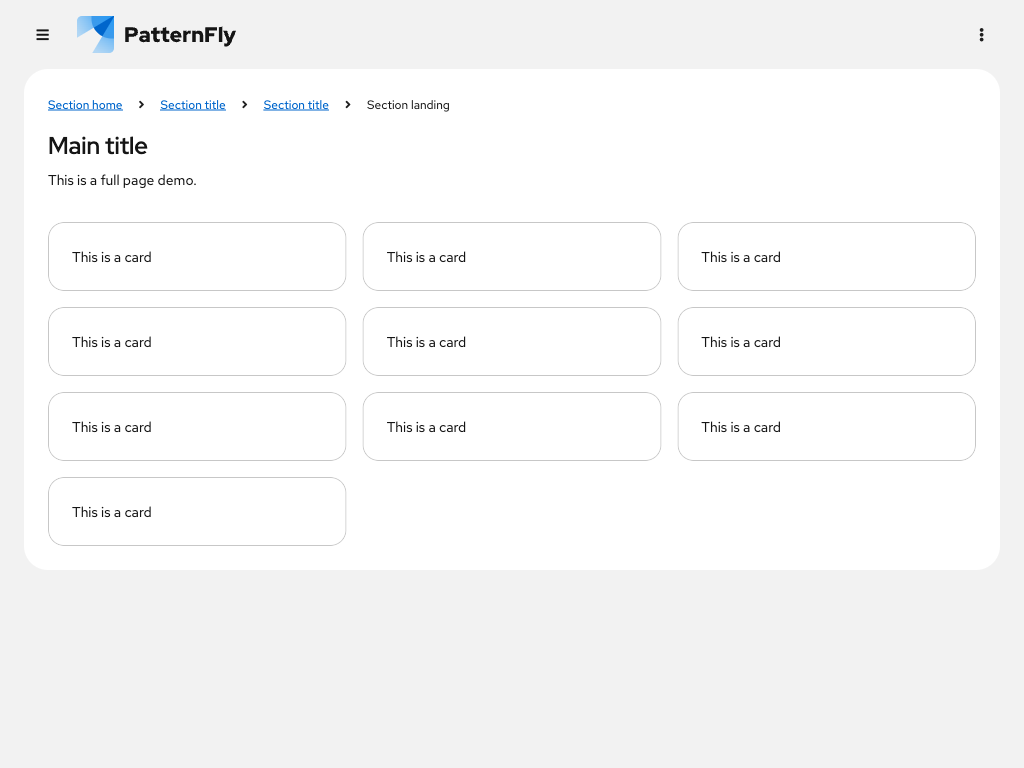 PatternFly
Section home Section title Section title Section landing
Main title
This is a full page demo.
This is a card This is a card This is a card
This is a card This is a card This is a card
This is a card This is a card This is a card
This is a card